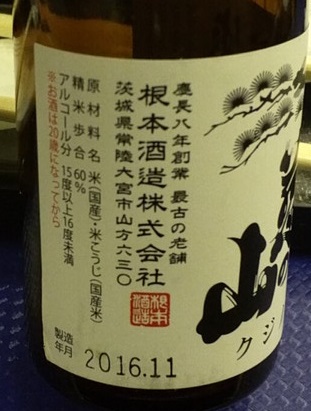 慶長八年創業 最古の老舗
根本酒造株式会社
茨城県常陸大宮市山方六三〇
原材料名 米(国産)・米こうじ(国産米)
精米歩合 60%
アルコール分 15度以上16度未満
※お酒は20歳になってから
根本
酒造
製造
年月 2016.11
山
クジ